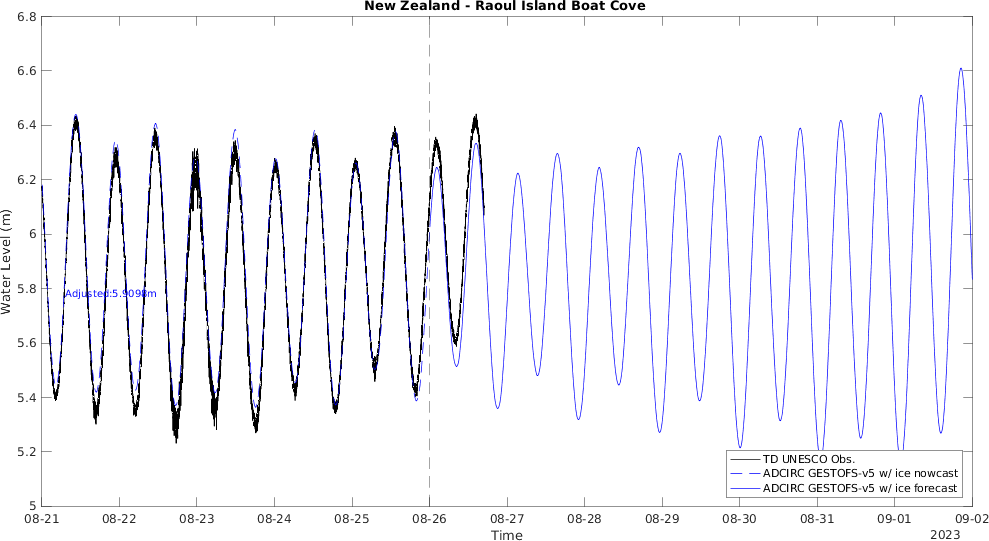 New Zealand - Raoul Island Boat Cove
6.8
6.6
6.4
6.2
6
5.8
5.6
5.4
5.2
5
Water Level (m)
Adjusted:5.9098m
TD UNESCO Obs.
ADCIRC GESTOFS-v5 w/ ice nowcast
ADCIRC GESTOFS-v5 w/ ice forecast
08-21 08-22 08-23 08-24 08-25 08-26 08-27 08-28 08-29 08-30 08-31 09-01 09-02
Time
2023